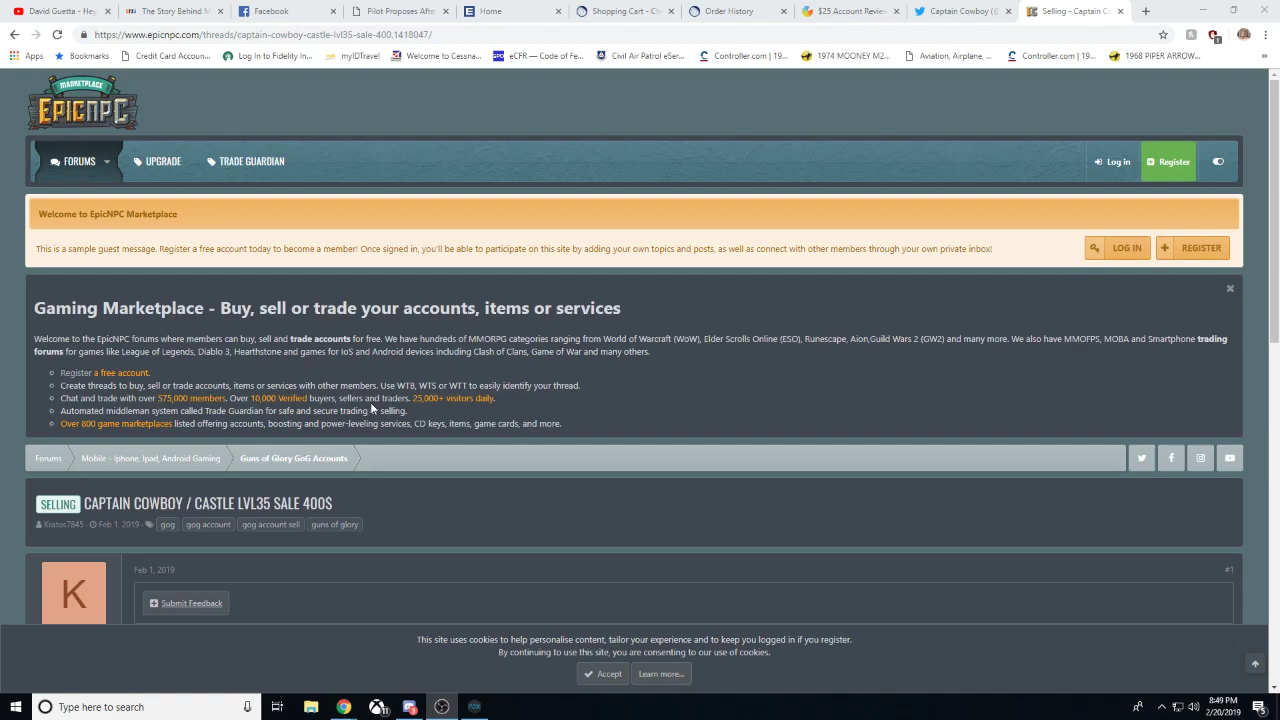 David Guetta - Hey
The Story Behind M
Facebook
Pilot Proposes Afte
Home
Shopping Cart - Ch
Order History
$25 Account Review
Captain Cowboy (@
Selling - Captain Co
https://www.epicnpc.com/threads/captain-cowboy-castle-lvl35-sale-400.1418047/
Apps
Bookmarks
Credit Card Accoun...
Log In to Fidelity In...
myIDTravel
Welcome to Cessna...
eCFR — Code of Fe...
Civil Air Patrol eSer...
Controller.com | 19...
1974 MOONEY M2...
Aviation, Airplane, ...
Controller.com | 19...
1968 PIPER ARROW...
MARKETPLACE
EPICNPC
FORUMS
UPGRADE
TRADE GUARDIAN
Log in
Register
Welcome to EpicNPC Marketplace
This is a sample guest message. Register a free account today to become a member! Once signed in, you'll be able to participate on this site by adding your own topics and posts, as well as connect with other members through your own private inbox!
LOG IN
REGISTER
Gaming Marketplace - Buy, sell or trade your accounts, items or services
Welcome to the EpicNPC forums where members can buy, sell and trade accounts for free. We have hundreds of MMORPG categories ranging from World of Warcraft (WoW), Elder Scrolls Online (ESO), Runescape, Aion,Guild Wars 2 (GW2) and many more. We also have MMOFPS, MOBA and Smartphone trading
forums for games like League of Legends, Diablo 3, Hearthstone and games for IoS and Android devices including Clash of Clans, Game of War and many others.
Register a free account.
Create threads to buy, sell or trade accounts, items or services with other members. Use WTB, WTS or WTT to easily identify your thread.
Chat and trade with over 575,000 members. Over 10,000 Verified buyers, sellers and traders. 25,000+ visitors daily.
Automated middleman system called Trade Guardian for safe and secure trading selling.
Over 800 game marketplaces listed offering accounts, boosting and power-leveling services, CD keys, items, game cards, and more.
Forums
Mobile - Iphone, Ipad, Android Gaming
Guns of Glory GoG Accounts
SELLING CAPTAIN COWBOY / CASTLE LVL35 SALE 400$
Kratos7845 Feb 1, 2019 gog gog account gog account sell guns of glory
K
Feb 1, 2019
#1
Submit Feedback
This site uses cookies to help personalise content, tailor your experience and to keep you logged in if you register.
By continuing to use this site, you are consenting to our use of cookies.
Accept
Learn more...
Type here to search
8:49 PM
2/20/2019